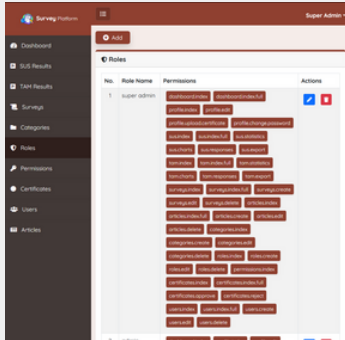 Survey Platform
Super Admin
Dashboard
SUS Results
TAM Results
Surveys
Categories
Roles
Permissions
Certificates
Users
Articles
Add
Roles
No. Role Name Permissions Actions
1 super admin dashboard.index dashboard.index.full
profile.index profile.edit
profile.upload.certificate profile.change.password
sus.index sus.index.full sus.statistics
sus.charts sus.responses sus.export
tam.index tam.index.full tam.statistics
tam.charts tam.responses tam.export
surveys.index surveys.index.full surveys.create
surveys.edit surveys.delete articles.index
articles.index.full articles.create articles.edit
articles.delete categories.index
categories.create categories.edit
categories.delete roles.index roles.create
roles.edit roles.delete permissions.index
certificates.index certificates.index.full
certificates.approve certificates.reject
users.index users.index.full users.create
users.edit users.delete